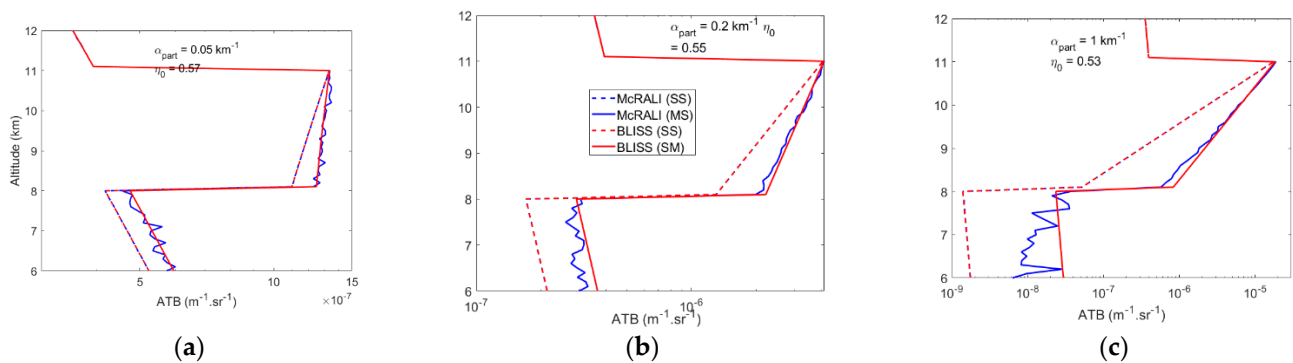 12
11
10
9
8
7
6
Altitude (km)
α_part = 0.05 km⁻¹
η₀ = 0.57
5
10
15
×10⁻⁷
ATB (m⁻¹.sr⁻¹)
(a)
12
11
10
9
8
7
6
α_part = 0.2 km⁻¹ η₀
= 0.55
McRALI (SS)
McRALI (MS)
BLISS (SS)
BLISS (SM)
10⁻⁷
10⁻⁶
ATB (m⁻¹.sr⁻¹)
(b)
12
11
10
9
8
7
6
α_part = 1 km⁻¹
η₀ = 0.53
10⁻⁹
10⁻⁸
10⁻⁷
10⁻⁶
10⁻⁵
ATB (m⁻¹.sr⁻¹)
(c)